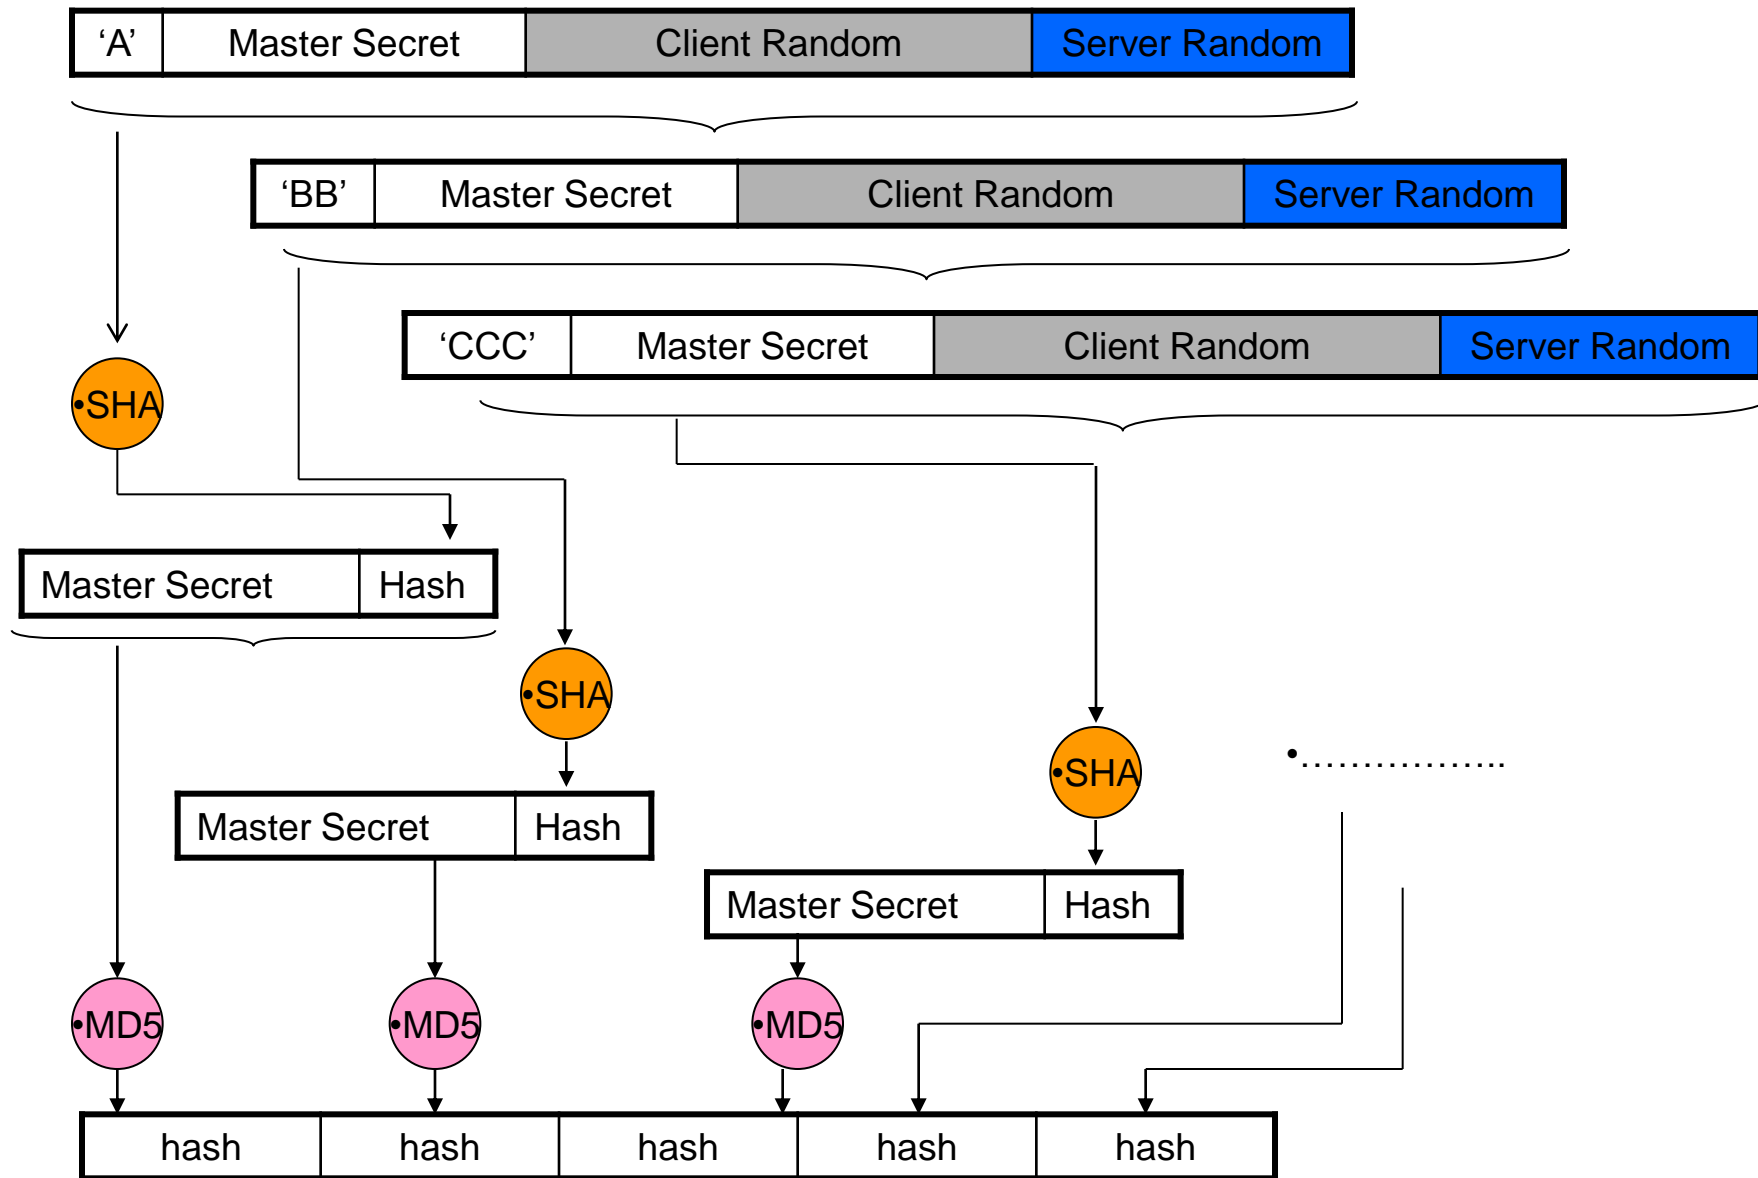 ‘A’ Master Secret Client Random Server Random
‘BB’ Master Secret Client Random Server Random
‘CCC’ Master Secret Client Random Server Random
•SHA
Master Secret Hash
•SHA
•SHA
•……………..
Master Secret Hash
Master Secret Hash
•MD5 •MD5 •MD5
hash hash hash hash hash